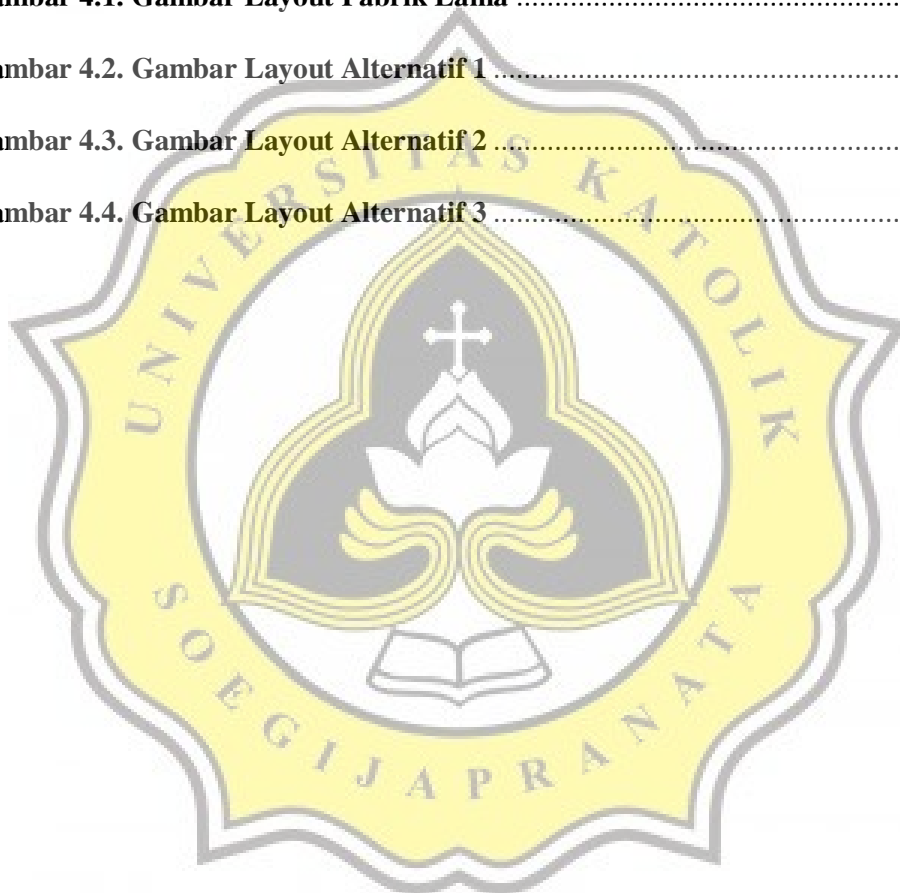 ambar 4.1. Gambar Layout Pabrik Lama ..................................................
ambar 4.2. Gambar Layout Alternatif 1 .....................................................
ambar 4.3. Gambar Layout Alternatif 2 .....................................................
ambar 4.4. Gambar Layout Alternatif 3 .....................................................
UNIVERSITAS KATOLIK
SOEGIJAPRANATA